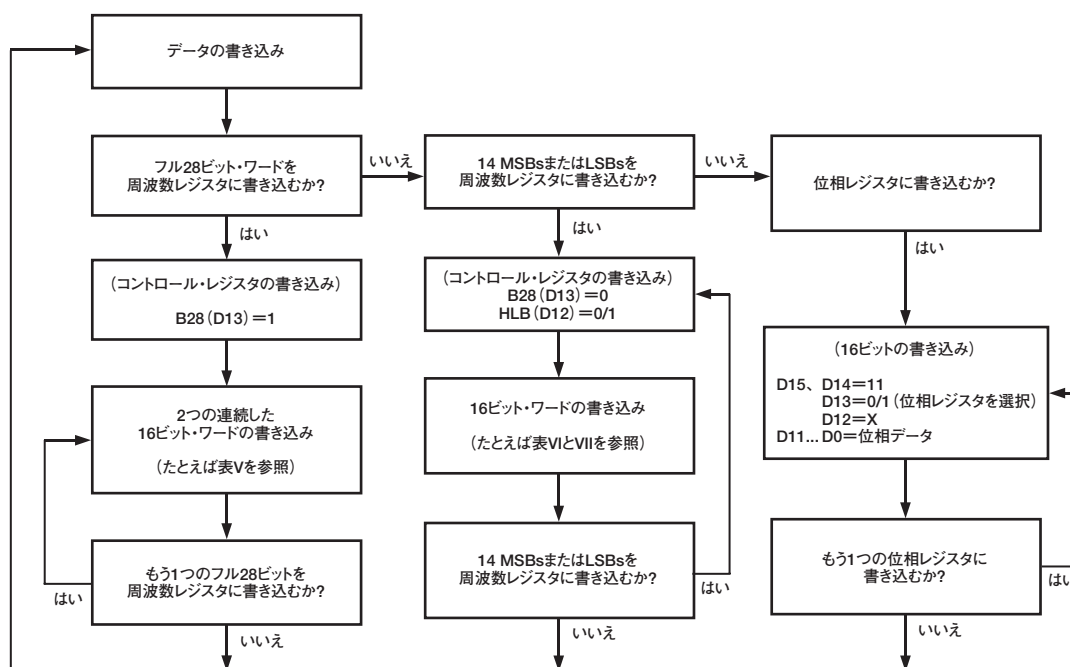 データの書き込み
フル28ビット・ワードを
周波数レジスタに書き込むか?
いいえ
14 MSBsまたはLSBsを
周波数レジスタに書き込むか?
いいえ
位相レジスタに書き込むか?
はい
はい
はい
(コントロール・レジスタの書き込み)
B28(D13)=1
(コントロール・レジスタの書き込み)
B28(D13)=0
HLB(D12)=0/1
(16ビットの書き込み)
D15、D14=11
D13=0/1(位相レジスタを選択)
D12=X
D11... D0=位相データ
2つの連続した
16ビット・ワードの書き込み
(たとえば表Vを参照)
16ビット・ワードの書き込み
(たとえば表VIとVIIを参照)
もう1つのフル28ビットを
周波数レジスタに書き込むか?
はい
14 MSBsまたはLSBsを
周波数レジスタに書き込むか?
はい
もう1つの位相レジスタに
書き込むか?
はい
いいえ
いいえ
いいえ